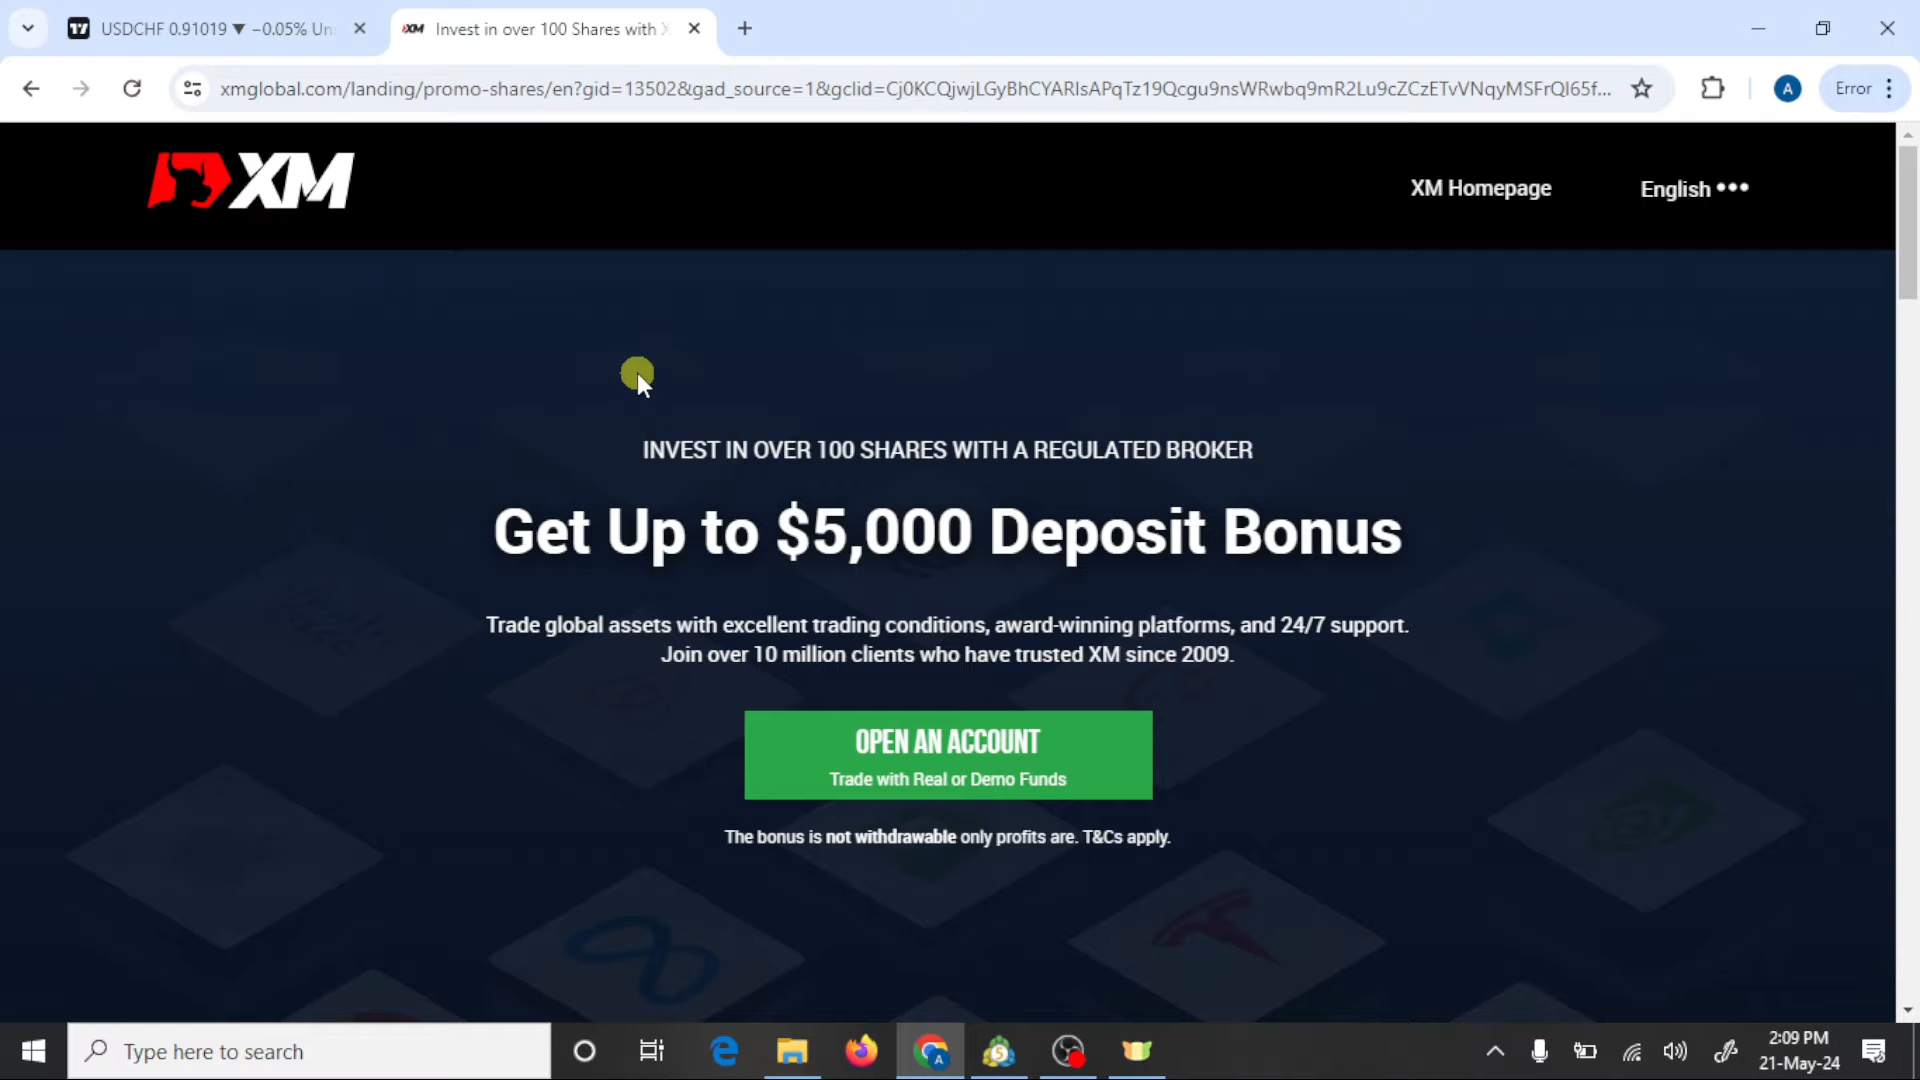 USDCHF 0.91019 ▼ −0.05% Un
Invest in over 100 Shares with X
xmglobal.com/landing/promo-shares/en?gid=13502&gad_source=1&gclid=Cj0KCQjwjLGyBhCYARIsAPqTz19Qcgu9nsWRwbq9mR2Lu9cZCzETvVNqyMSFrQI65f...
A
Error
XM
XM Homepage
English •••
INVEST IN OVER 100 SHARES WITH A REGULATED BROKER
Get Up to $5,000 Deposit Bonus
Trade global assets with excellent trading conditions, award-winning platforms, and 24/7 support.
Join over 10 million clients who have trusted XM since 2009.
OPEN AN ACCOUNT
Trade with Real or Demo Funds
The bonus is not withdrawable only profits are. T&Cs apply.
Type here to search
2:09 PM
21-May-24